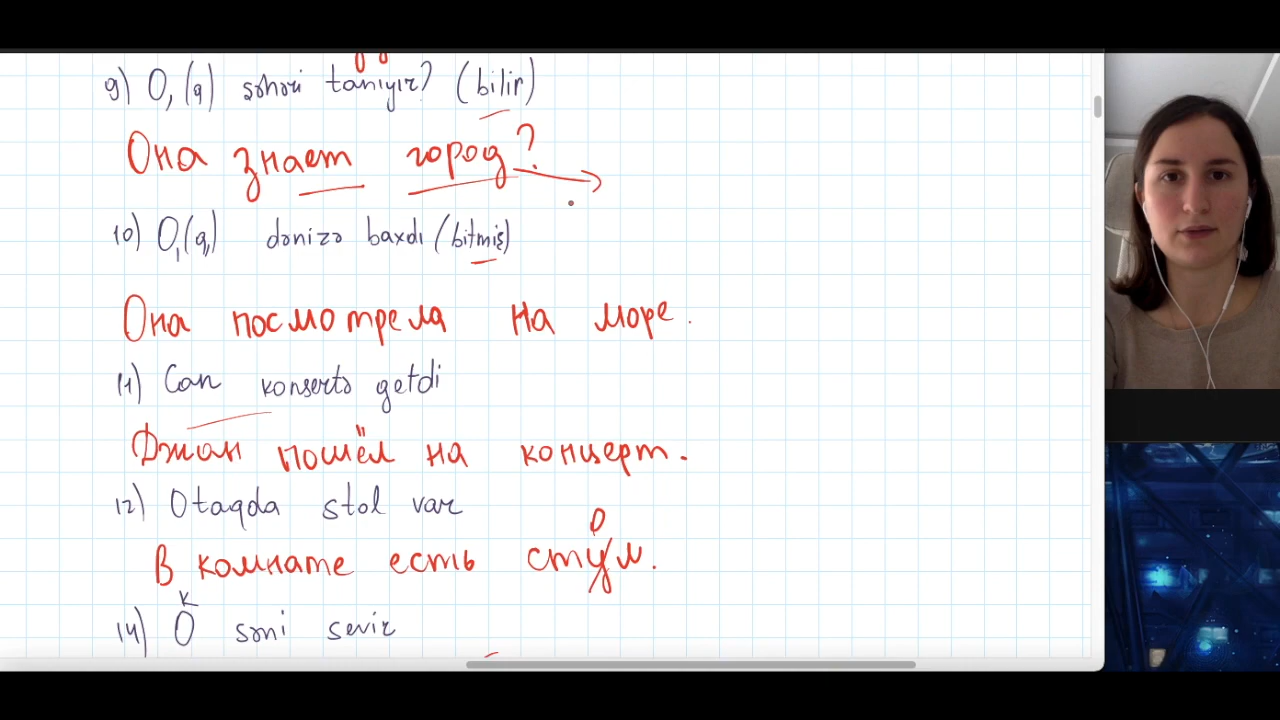 9) O, (q) şəhəri tanıyır? (bilir)
Она знает город?
10) O, (q) dənizə baxdı (bitmiş)
Она посмотрела на море.
11) Can konsertə getdi
Джан пошёл на концерт.
12) Otaqda stol var
о
В комнате есть стул.
к
14) O səni sevir